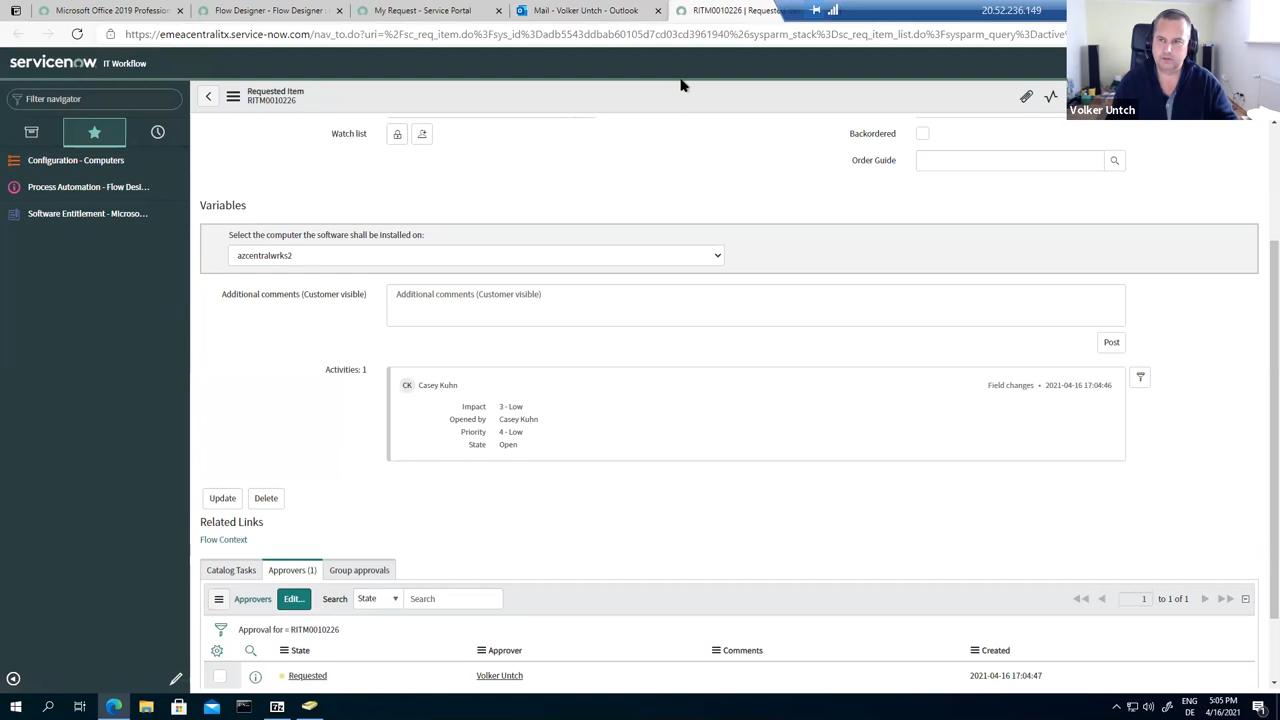 Microsoft Office 2019 Profession
Flow Designer
Flow Designer |
My Request - Service Portal
Mail - Volker Untch - Outlook
RITM0010226 | Requested
20.52.236.149
https://emeacentralitx.service-now.com/nav_to.do?uri=%2Fsc_req_item.do%3Fsys_id%3Dadb5543ddbab60105d7cd03cd3961940%26sysparm_stack%3Dsc_req_item_list.do%3Fsysparm_query%3Dactive
servicenow IT Workflow
Volker Untch
Filter navigator
Requested Item
RITM0010226
Configuration - Computers
Process Automation - Flow Desi...
Software Entitlement - Microso...
Watch list
Backordered
Order Guide
Variables
Select the computer the software shall be installed on:
azcentralwrks2
Additional comments (Customer visible)
Additional comments (Customer visible)
Post
Activities: 1
CK Casey Kuhn
Field changes • 2021-04-16 17:04:46
Impact 3 - Low
Opened by Casey Kuhn
Priority 4 - Low
State Open
Update
Delete
Related Links
Flow Context
Catalog Tasks
Approvers (1)
Group approvals
Approvers
Edit...
Search
State
Search
1 to 1 of 1
Approval for = RITM0010226
State
Approver
Comments
Created
Requested
Volker Untch
2021-04-16 17:04:47
ENG 5:05 PM
DE 4/16/2021